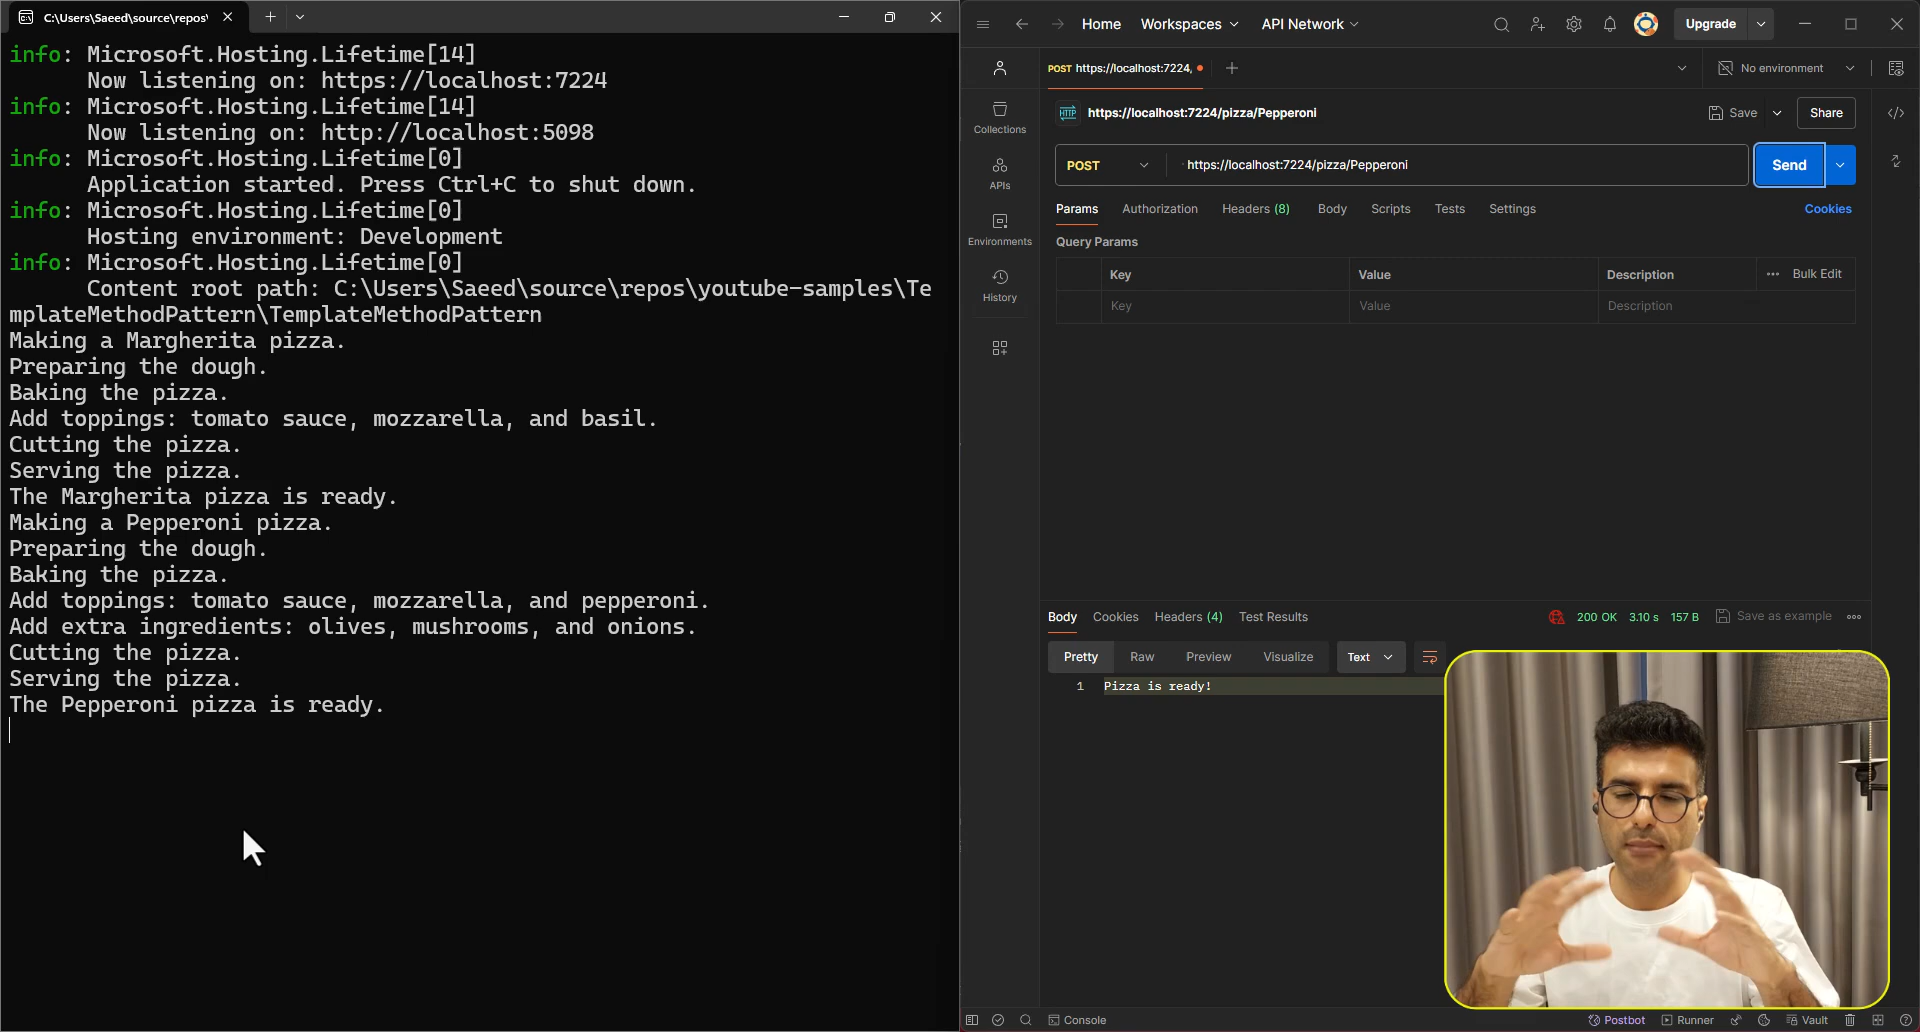 C:\Users\Saeed\source\repos\
info: Microsoft.Hosting.Lifetime[14]
Now listening on: https://localhost:7224
info: Microsoft.Hosting.Lifetime[14]
Now listening on: http://localhost:5098
info: Microsoft.Hosting.Lifetime[0]
Application started. Press Ctrl+C to shut down.
info: Microsoft.Hosting.Lifetime[0]
Hosting environment: Development
info: Microsoft.Hosting.Lifetime[0]
Content root path: C:\Users\Saeed\source\repos\youtube-samples\Te
mplateMethodPattern\TemplateMethodPattern
Making a Margherita pizza.
Preparing the dough.
Baking the pizza.
Add toppings: tomato sauce, mozzarella, and basil.
Cutting the pizza.
Serving the pizza.
The Margherita pizza is ready.
Making a Pepperoni pizza.
Preparing the dough.
Baking the pizza.
Add toppings: tomato sauce, mozzarella, and pepperoni.
Add extra ingredients: olives, mushrooms, and onions.
Cutting the pizza.
Serving the pizza.
The Pepperoni pizza is ready.
Home Workspaces API Network Upgrade
POST https://localhost:7224, No environment
HTTP https://localhost:7224/pizza/Pepperoni Save Share
POST https://localhost:7224/pizza/Pepperoni Send
Params Authorization Headers (8) Body Scripts Tests Settings Cookies
Query Params
Key Value Description Bulk Edit
Key Value Description
Collections
APIs
Environments
History
Body Cookies Headers (4) Test Results 200 OK 3.10 s 157 B Save as example
Pretty Raw Preview Visualize Text
1 Pizza is ready!
Console Postbot Runner Vault